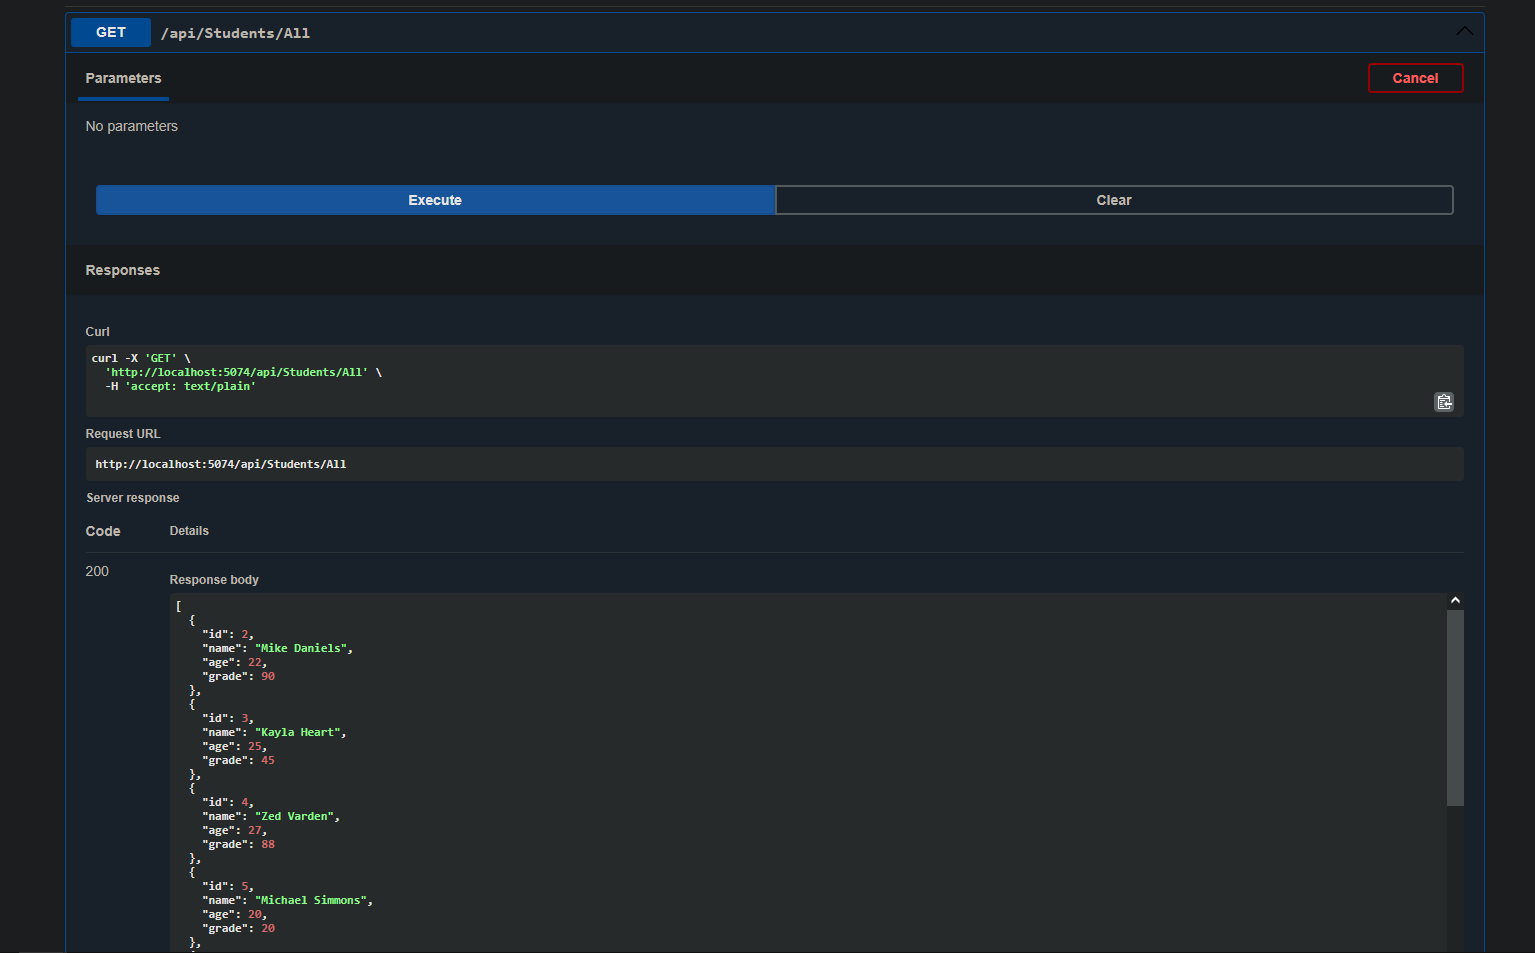 GET /api/Students/All
Parameters Cancel
No parameters
Execute Clear
Responses
Curl
curl -X 'GET' \
  'http://localhost:5074/api/Students/All' \
  -H 'accept: text/plain'
Request URL
http://localhost:5074/api/Students/All
Server response
Code Details
200
Response body
[
  {
    "id": 2,
    "name": "Mike Daniels",
    "age": 22,
    "grade": 90
  },
  {
    "id": 3,
    "name": "Kayla Heart",
    "age": 25,
    "grade": 45
  },
  {
    "id": 4,
    "name": "Zed Varden",
    "age": 27,
    "grade": 88
  },
  {
    "id": 5,
    "name": "Michael Simmons",
    "age": 20,
    "grade": 20
  },